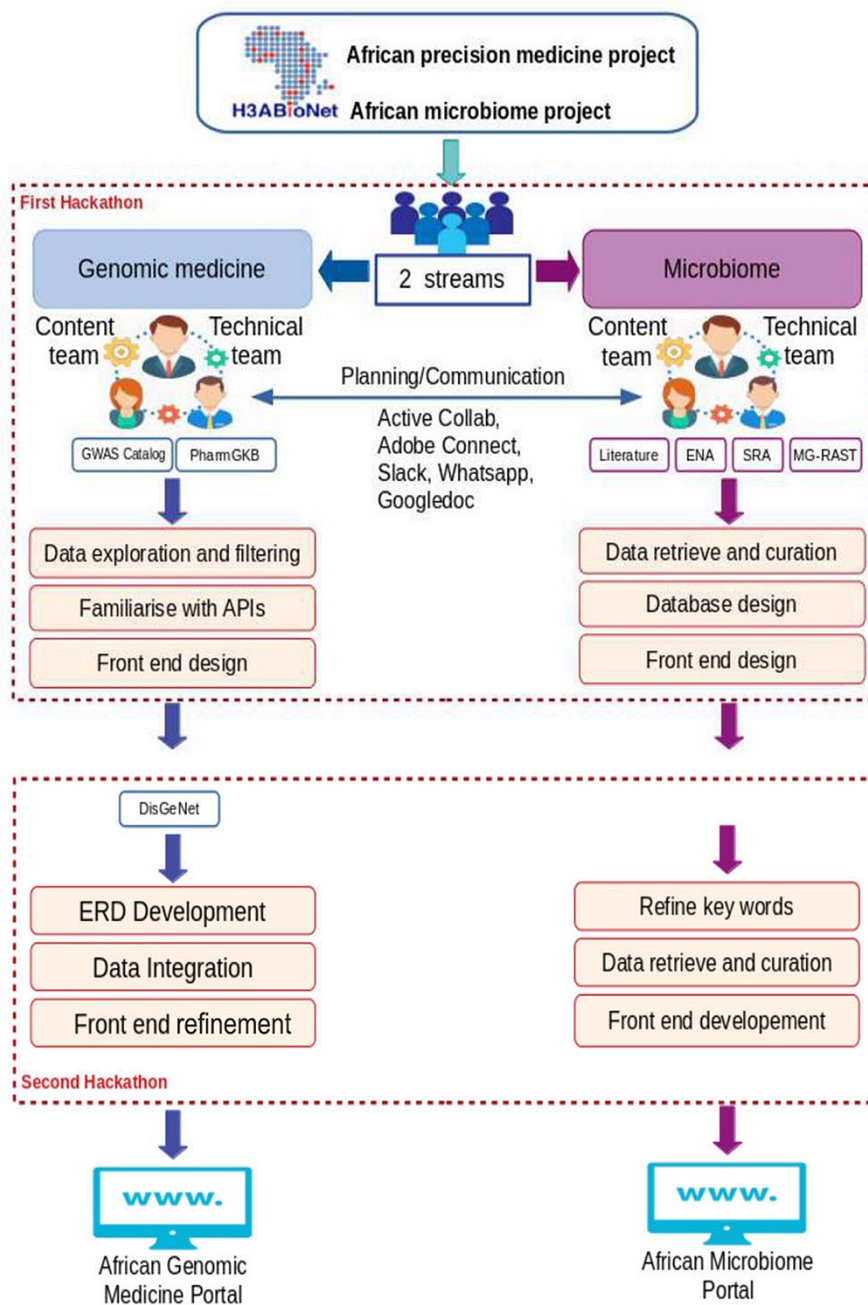 African precision medicine project
H3ABioNet
African microbiome project
First Hackathon
Genomic medicine
2 streams
Microbiome
Content team
Technical team
Content team
Technical team
Planning/Communication
Active Collab,
Adobe Connect,
Slack, Whatsapp,
Googledoc
GWAS Catalog
PharmGKB
Literature
ENA
SRA
MG-RAST
Data exploration and filtering
Familiarise with APIs
Front end design
Data retrieve and curation
Database design
Front end design
DisGeNet
ERD Development
Data Integration
Front end refinement
Refine key words
Data retrieve and curation
Front end developement
Second Hackathon
www.
African Genomic
Medicine Portal
www.
African Microbiome
Portal